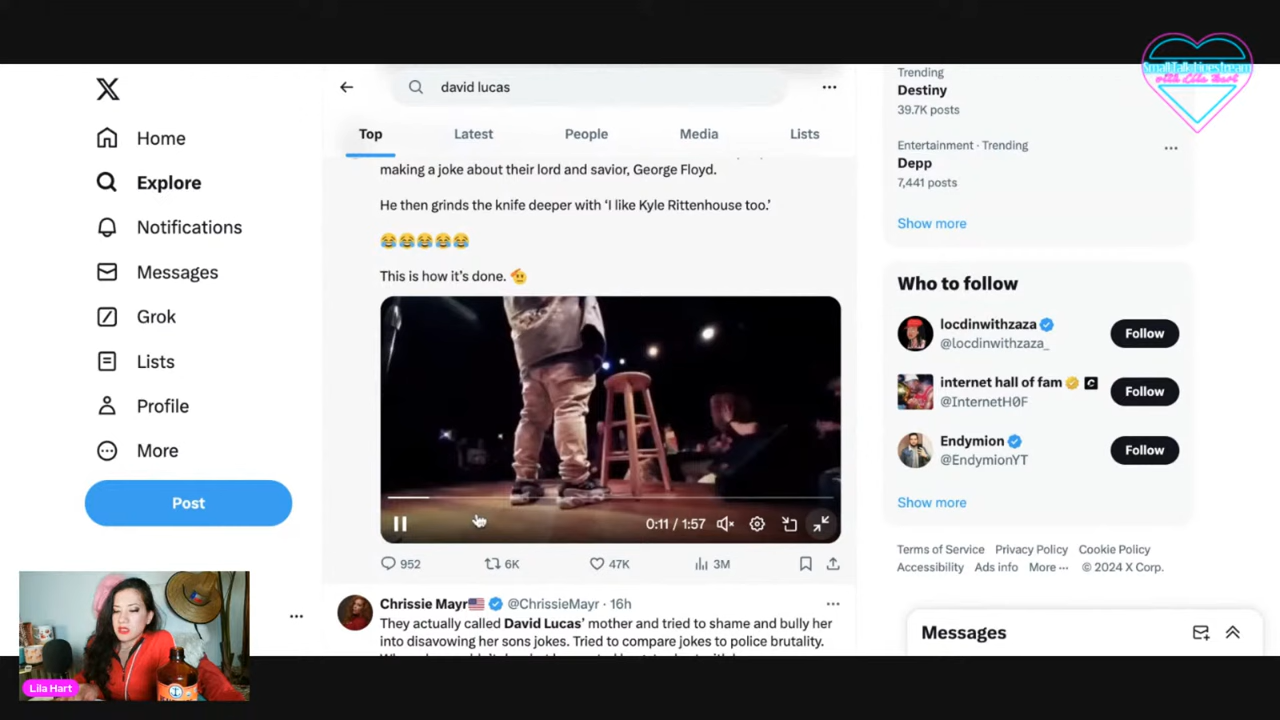 SmallTalk Livestream
with Lila Hart
david lucas
Top
Latest
People
Media
Lists
Home
Explore
Notifications
Messages
Grok
Lists
Profile
More
Post
making a joke about their lord and savior, George Floyd.
He then grinds the knife deeper with ‘I like Kyle Rittenhouse too.’
😂😂😂😂😂
This is how it’s done. 🫡
0:11 / 1:57
952
6K
47K
3M
Chrissie Mayr🇺🇸 @ChrissieMayr · 16h
They actually called David Lucas’ mother and tried to shame and bully her
into disavowing her sons jokes. Tried to compare jokes to police brutality.
Trending
Destiny
39.7K posts
Entertainment · Trending
Depp
7,441 posts
Show more
Who to follow
locdinwithzaza
@locdinwithzaza_
Follow
internet hall of fam
@InternetH0F
Follow
Endymion
@EndymionYT
Follow
Show more
Terms of Service Privacy Policy Cookie Policy
Accessibility Ads info More ··· © 2024 X Corp.
Messages
Lila Hart